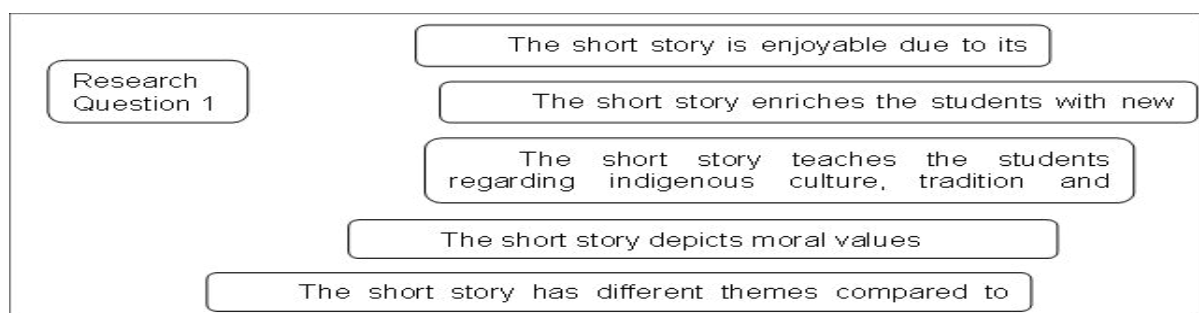 Research
Question 1
The short story is enjoyable due to its
The short story enriches the students with new
The short story teaches the students
regarding indigenous culture, tradition and
The short story depicts moral values
The short story has different themes compared to